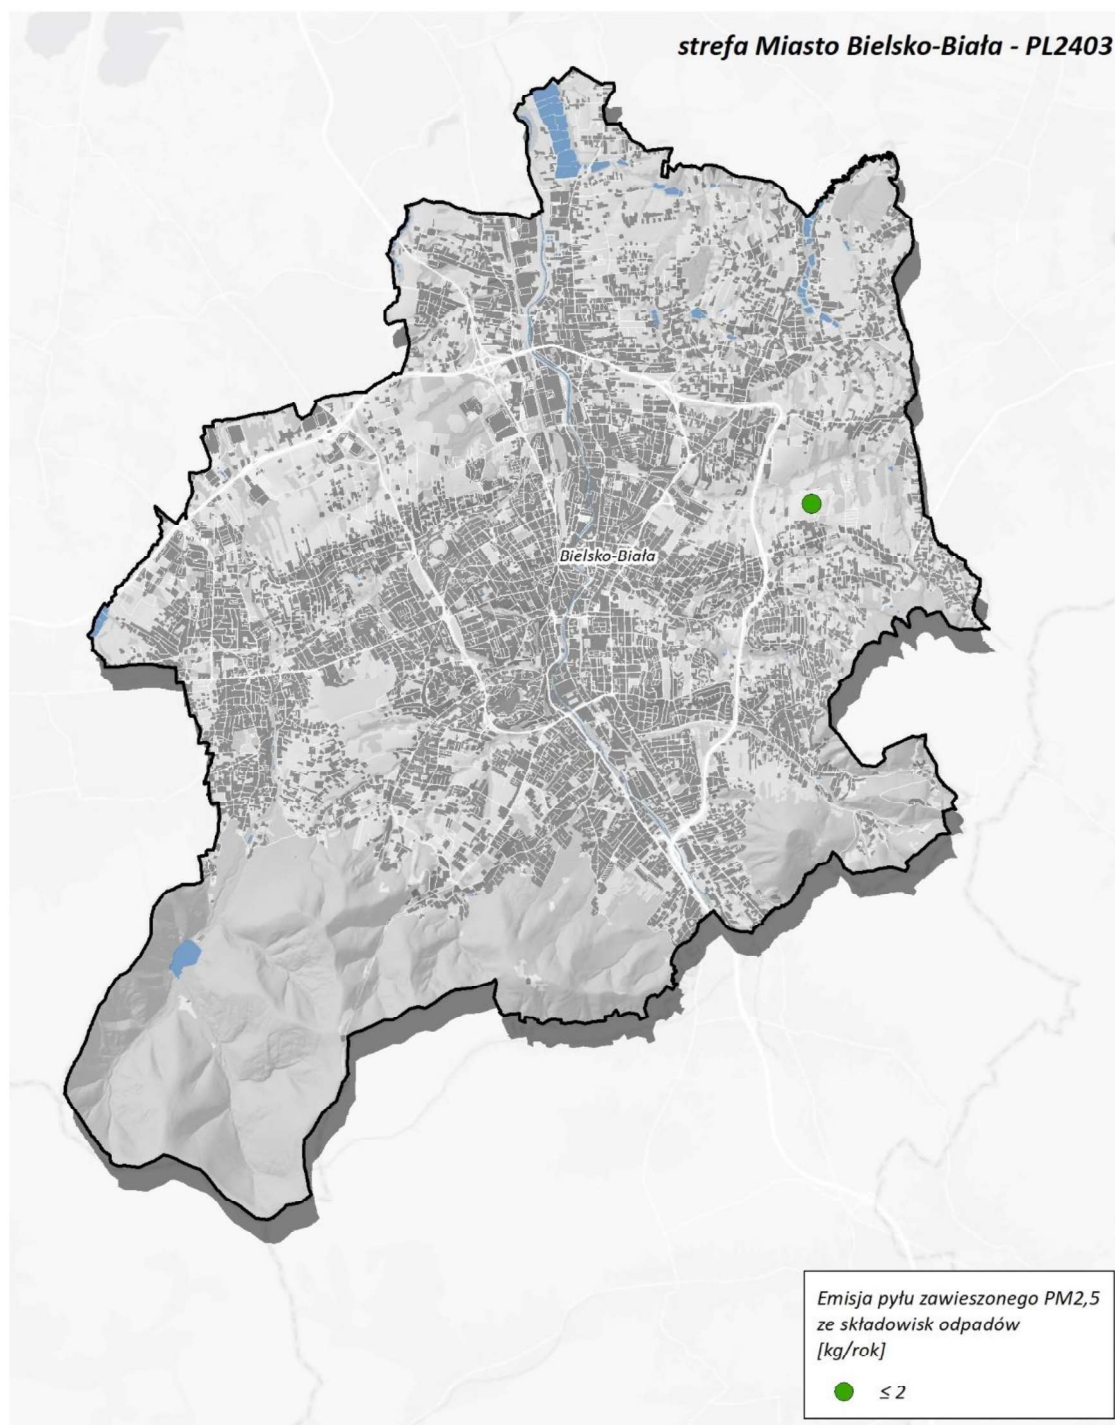 strefa Miasto Bielsko-Biała - PL2403
Bielsko-Biała
Emisja pyłu zawieszonego PM2,5
ze składowisk odpadów
[kg/rok]
≤ 2